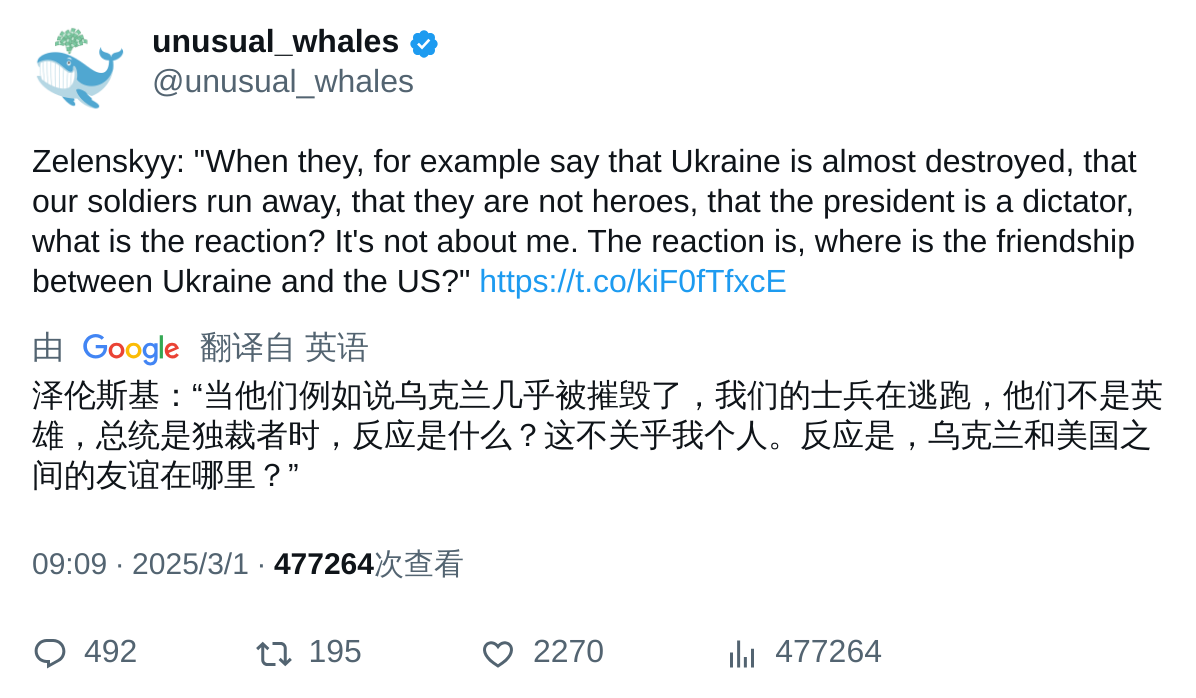 unusual_whales
@unusual_whales
Zelenskyy: "When they, for example say that Ukraine is almost destroyed, that
our soldiers run away, that they are not heroes, that the president is a dictator,
what is the reaction? It's not about me. The reaction is, where is the friendship
between Ukraine and the US?" https://t.co/kiF0fTfxcE
由 Google 翻译自 英语
泽伦斯基：“当他们例如说乌克兰几乎被摧毁了，我们的士兵在逃跑，他们不是英
雄，总统是独裁者时，反应是什么？这不关乎我个人。反应是，乌克兰和美国之
间的友谊在哪里？”
09:09 · 2025/3/1 · 477264次查看
492 195 2270 477264